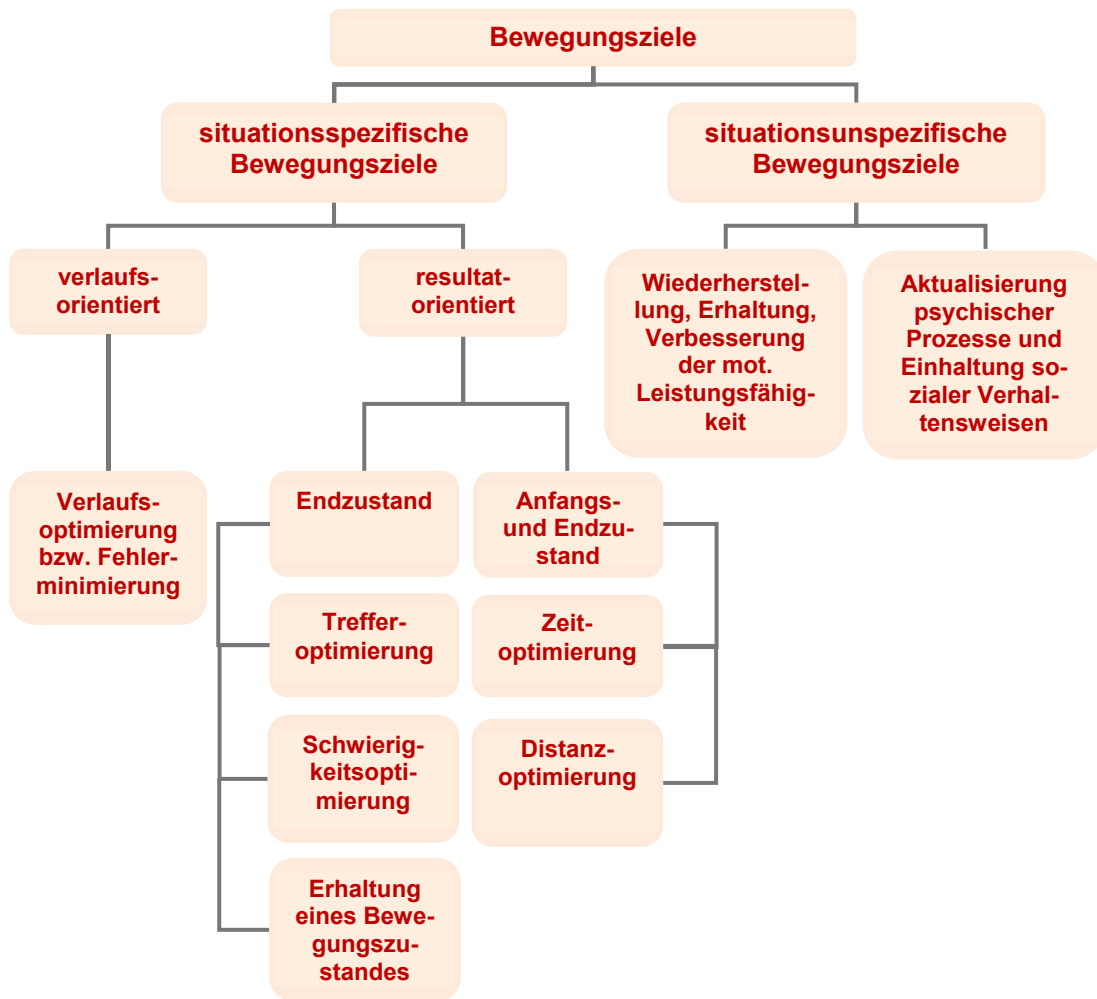 Bewegungsziele
situationsspezifische
Bewegungsziele
situationsunspezifische
Bewegungsziele
verlaufs-
orientiert
resultat-
orientiert
Wiederherstel-
lung, Erhaltung,
Verbesserung
der mot.
Leistungsfähig-
keit
Aktualisierung
psychischer
Prozesse und
Einhaltung so-
zialer Verhal-
tensweisen
Verlaufs-
optimierung
bzw. Fehler-
minimierung
Endzustand
Anfangs-
und Endzu-
stand
Treffer-
optimierung
Zeit-
optimierung
Schwierig-
keitsopti-
mierung
Distanz-
optimierung
Erhaltung
eines Bewe-
gungszu-
standes